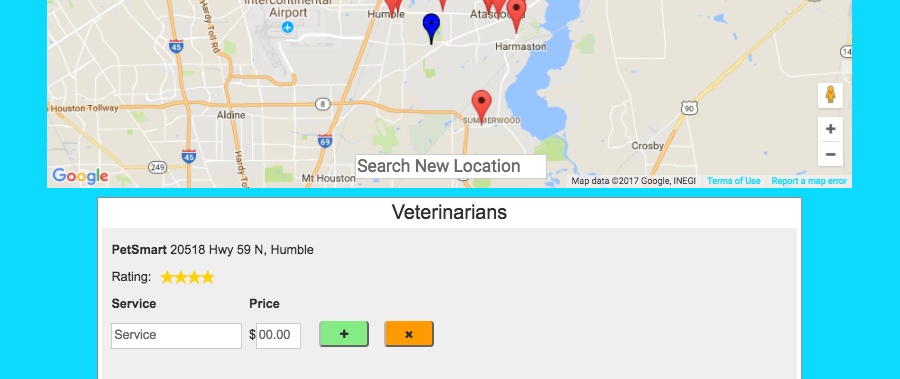 Intercontinental
Airport
Humble
Atascocita
Harmaston
45
Hardy Toll Rd
8
Houston Tollway
Aldine
SUMMERWOOD
90
69
Crosby
249
45
Hardy To
Mt Houston
Search New Location
Google
Map data ©2017 Google, INEGI
Terms of Use
Report a map error
Veterinarians
PetSmart 20518 Hwy 59 N, Humble
Rating:
Service Price
Service $ 00.00